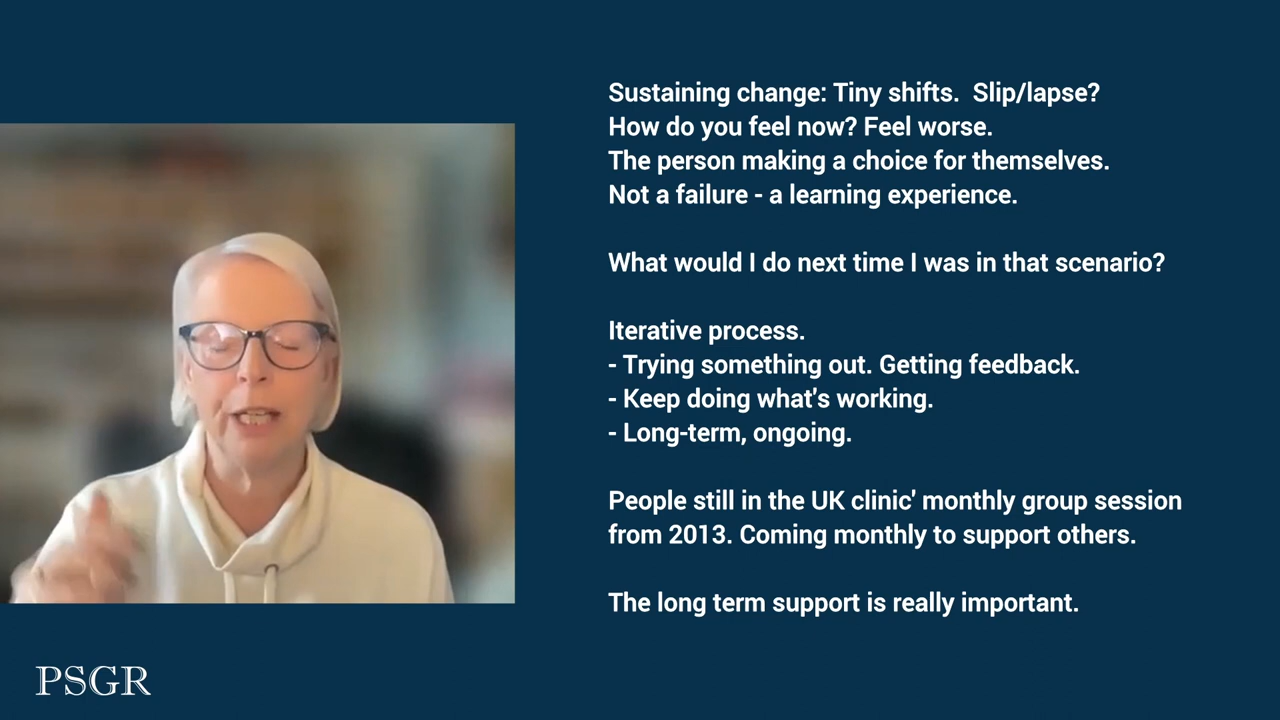 Sustaining change: Tiny shifts.  Slip/lapse?
How do you feel now? Feel worse.
The person making a choice for themselves.
Not a failure - a learning experience.
What would I do next time I was in that scenario?
Iterative process.
- Trying something out. Getting feedback.
- Keep doing what's working.
- Long-term, ongoing.
People still in the UK clinic' monthly group session
from 2013. Coming monthly to support others.
The long term support is really important.
PSGR